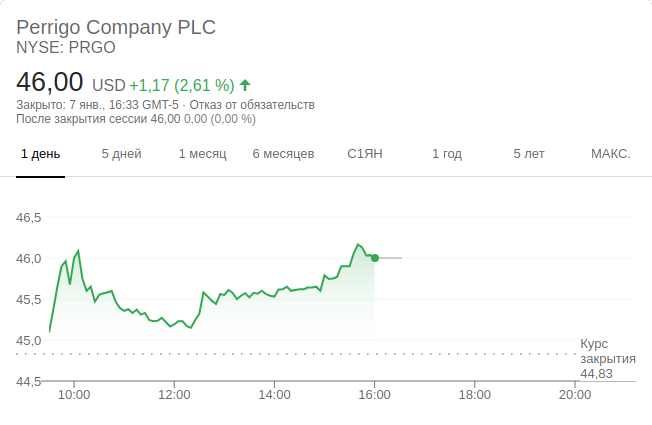 Perrigo Company PLC
NYSE: PRGO
46,00 USD +1,17 (2,61 %)
Закрыто: 7 янв., 16:33 GMT-5 · Отказ от обязательств
После закрытия сессии 46,00 0,00 (0,00 %)
1 день 5 дней 1 месяц 6 месяцев С1ЯН 1 год 5 лет МАКС.
46,5
46,0
45,5
45,0
Курс
закрытия
44,83
44,5
10:00 12:00 14:00 16:00 18:00 20:00